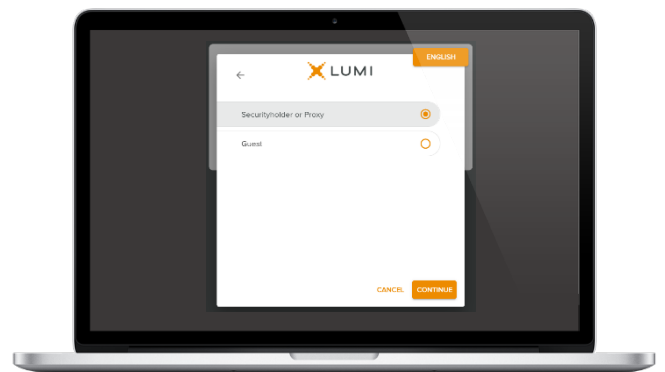 ENGLISH
LUMI
Securityholder or Proxy
Guest
CANCEL
CONTINUE